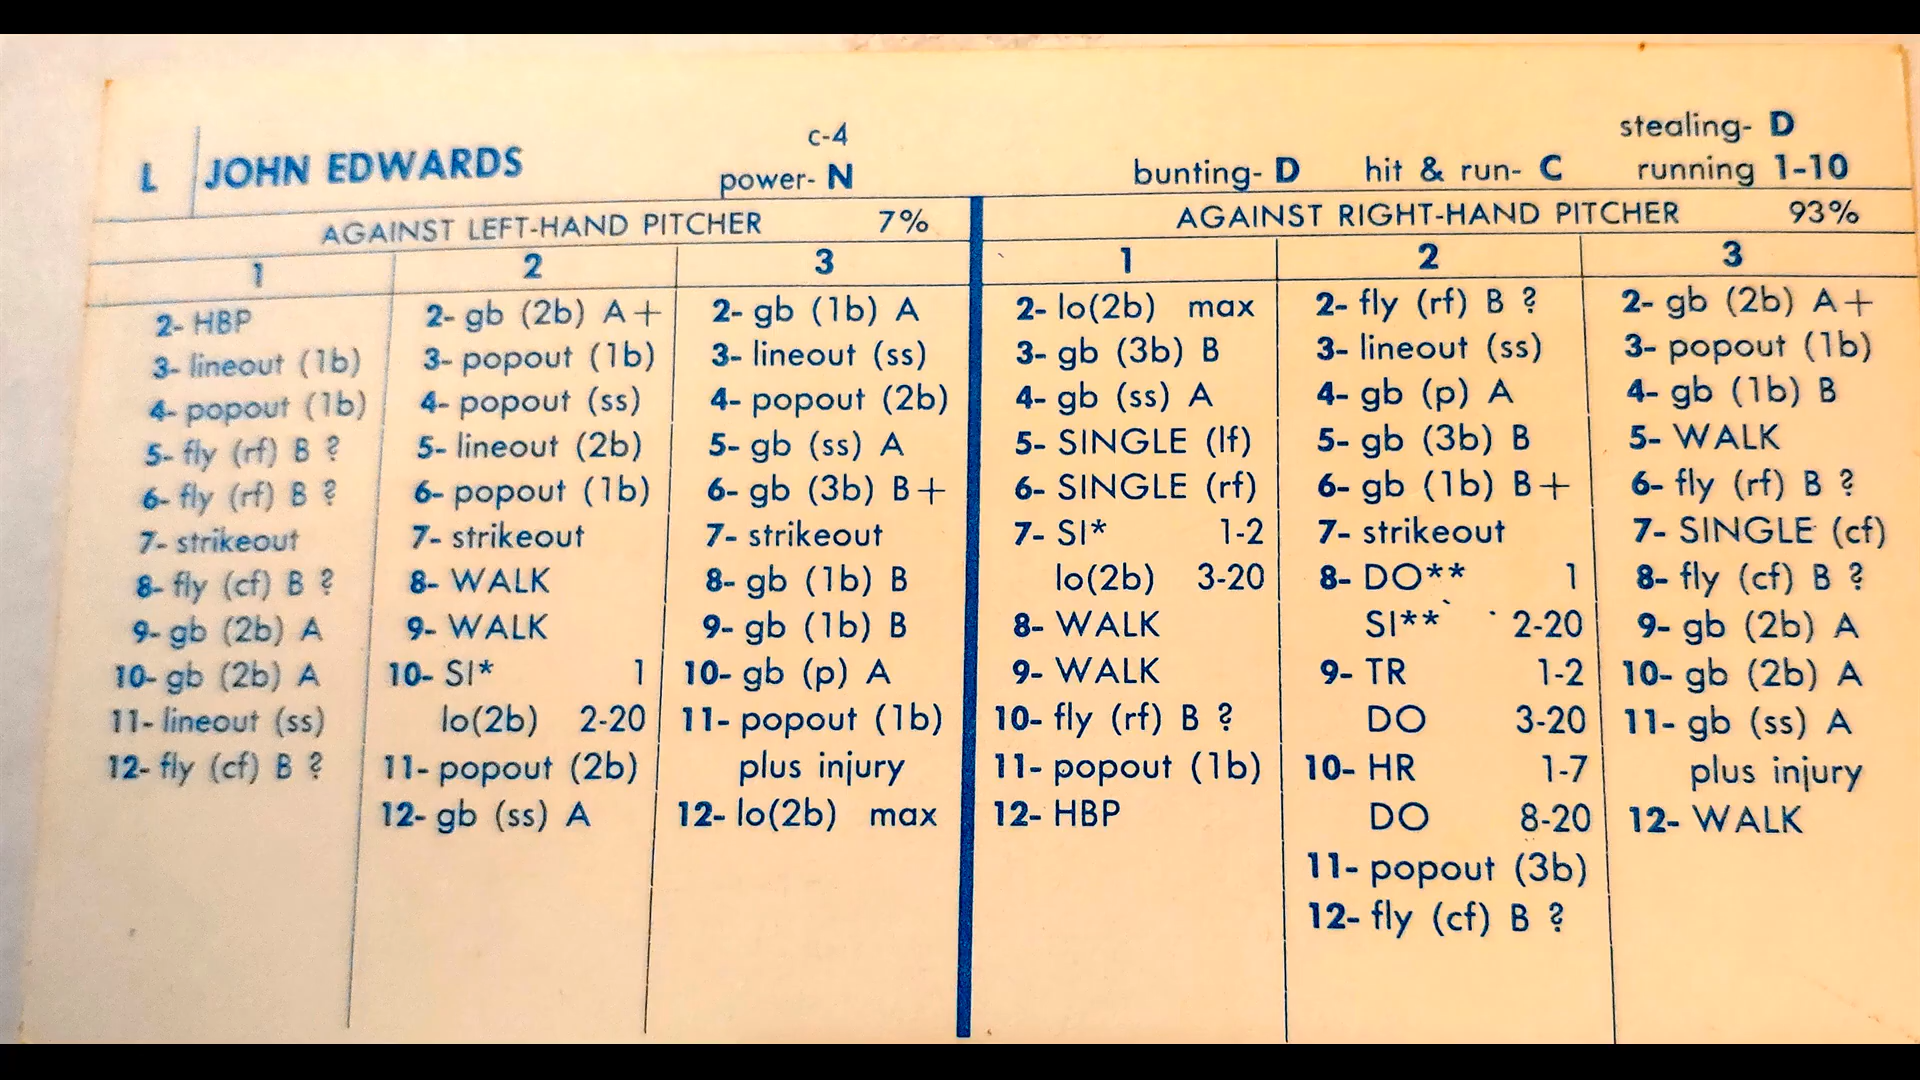 L JOHN EDWARDS
c-4
power- N
bunting- D hit & run- C
stealing- D
running 1-10
AGAINST LEFT-HAND PITCHER 7%
1
2- HBP
3- lineout (1b)
4- popout (1b)
5- fly (rf) B ?
6- fly (rf) B ?
7- strikeout
8- fly (cf) B ?
9- gb (2b) A
10- gb (2b) A
11- lineout (ss)
12- fly (cf) B ?
2
2- gb (2b) A+
3- popout (1b)
4- popout (ss)
5- lineout (2b)
6- popout (1b)
7- strikeout
8- WALK
9- WALK
10- SI* 1
lo(2b) 2-20
11- popout (2b)
12- gb (ss) A
3
2- gb (1b) A
3- lineout (ss)
4- popout (2b)
5- gb (ss) A
6- gb (3b) B+
7- strikeout
8- gb (1b) B
9- gb (1b) B
10- gb (p) A
11- popout (1b)
plus injury
12- lo(2b) max
AGAINST RIGHT-HAND PITCHER 93%
1
2- lo(2b) max
3- gb (3b) B
4- gb (ss) A
5- SINGLE (lf)
6- SINGLE (rf)
7- SI* 1-2
lo(2b) 3-20
8- WALK
9- WALK
10- fly (rf) B ?
11- popout (1b)
12- HBP
2
2- fly (rf) B ?
3- lineout (ss)
4- gb (p) A
5- gb (3b) B
6- gb (1b) B+
7- strikeout
8- DO** 1
SI** 2-20
9- TR 1-2
DO 3-20
10- HR 1-7
DO 8-20
11- popout (3b)
12- fly (cf) B ?
3
2- gb (2b) A+
3- popout (1b)
4- gb (1b) B
5- WALK
6- fly (rf) B ?
7- SINGLE (cf)
8- fly (cf) B ?
9- gb (2b) A
10- gb (2b) A
11- gb (ss) A
plus injury
12- WALK